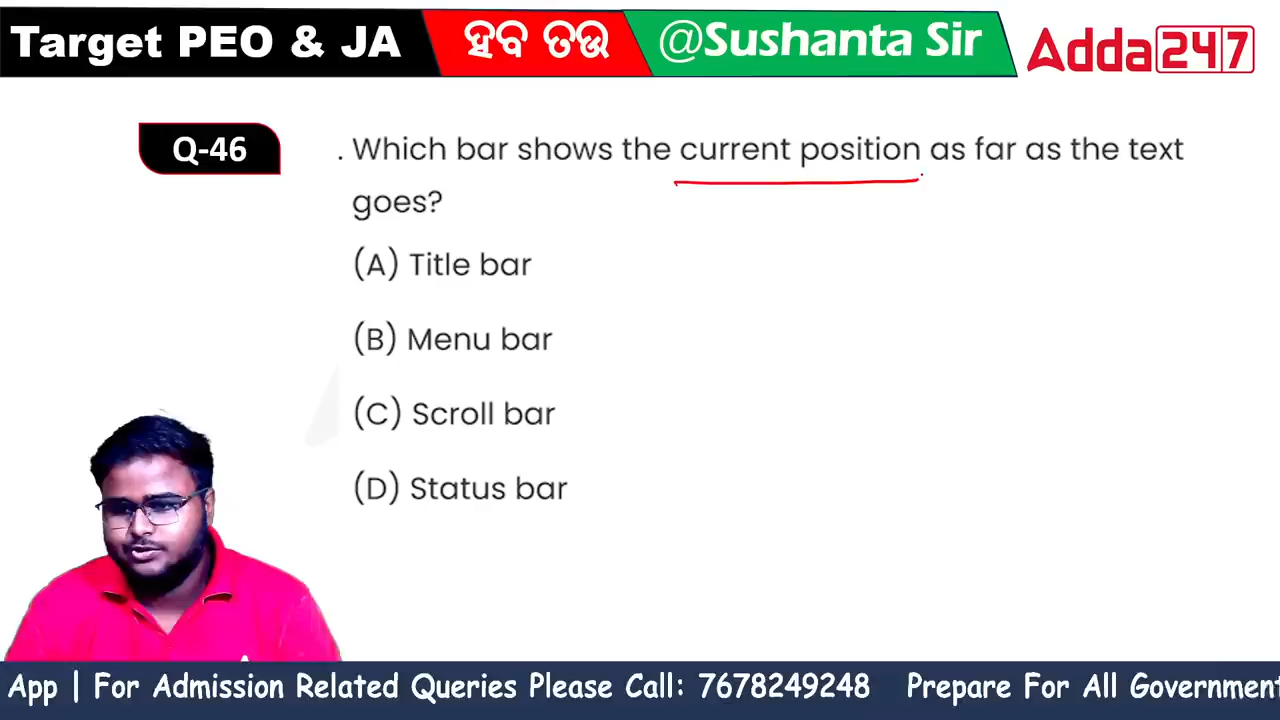 Target PEO & JA ହବ ତଉ @Sushanta Sir Adda247
Q-46 . Which bar shows the current position as far as the text
goes?
(A) Title bar
(B) Menu bar
(C) Scroll bar
(D) Status bar
App | For Admission Related Queries Please Call: 7678249248 Prepare For All Government